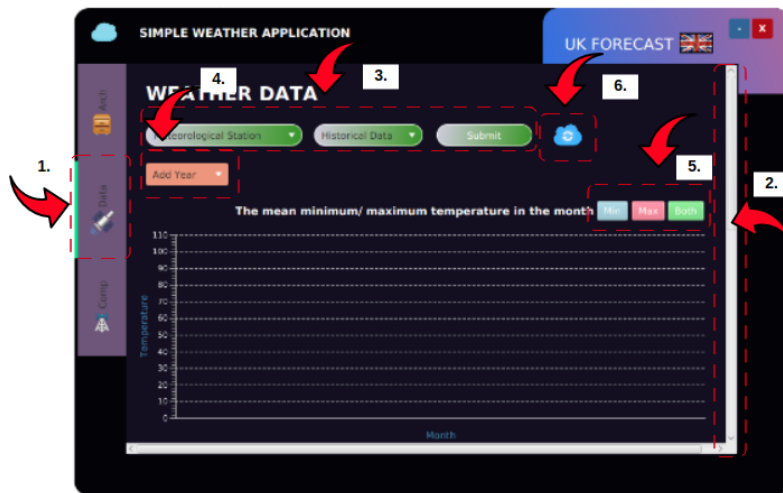 SIMPLE WEATHER APPLICATION
UK FORECAST
-
X
4.
3.
6.
WEATHER DATA
Arch
Meteorological Station
Historical Data
Submit
1.
5.
Add Year
2.
Data
The mean minimum/ maximum temperature in the month
Min
Max
Both
110
100
90
80
70
60
50
40
30
20
10
0
Temperature
Comp
Month